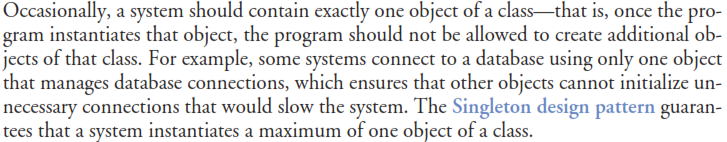 Occasionally, a system should contain exactly one object of a class—that is, once the pro-
gram instantiates that object, the program should not be allowed to create additional ob-
jects of that class. For example, some systems connect to a database using only one object
that manages database connections, which ensures that other objects cannot initialize un-
necessary connections that would slow the system. The Singleton design pattern guaran-
tees that a system instantiates a maximum of one object of a class.